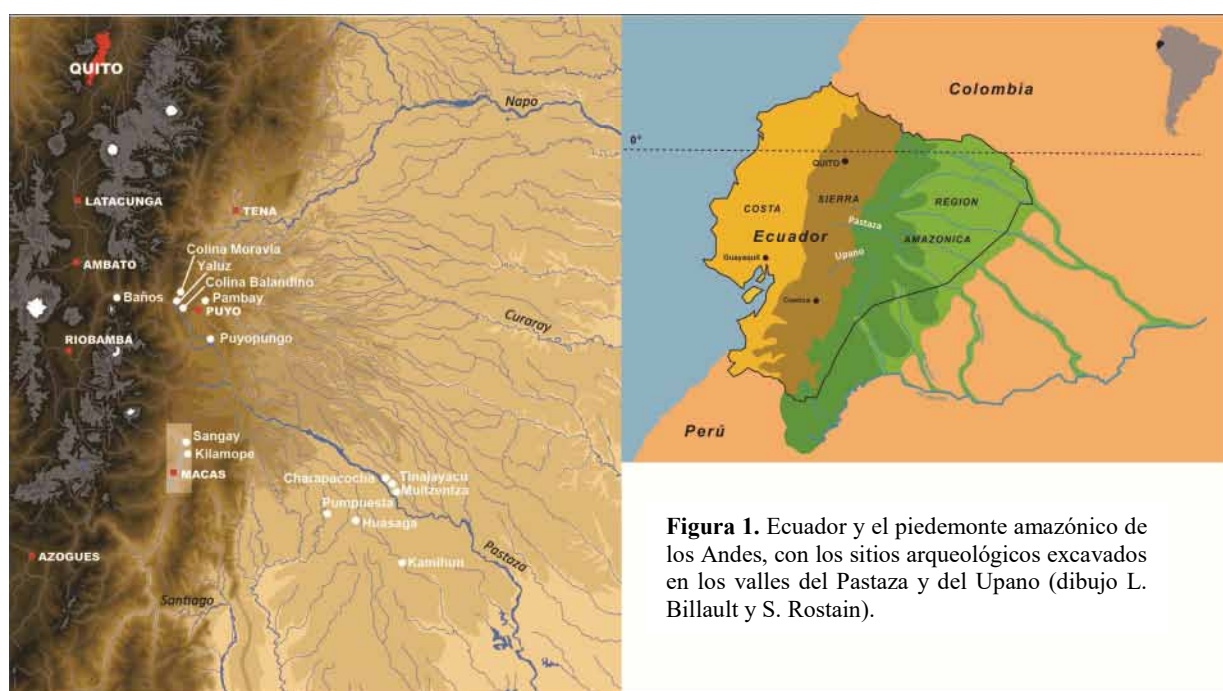 QUITO
Napo
LATACUNGA
TENA
Colina Moravia
Yaluz
AMBATO
Colina Balandino
Baños
Pambay
PUYO
Curaray
Puyopungo
RIOBAMBA
Sangay
Kilamope
MACAS
Charapacocha
Tinajayacu
Muitzentza
Pumpuesta
Huasaga
Pastaza
AZOGUES
Kamihun
Santiago
Colombia
0°
QUITO
COSTA
SIERRA
REGION
Pastaza
AMAZONICA
Ecuador
Upano
Guayaquil
Cuenca
Perú
Figura 1. Ecuador y el piedemonte amazónico de
los Andes, con los sitios arqueológicos excavados
en los valles del Pastaza y del Upano (dibujo L.
Billault y S. Rostain).